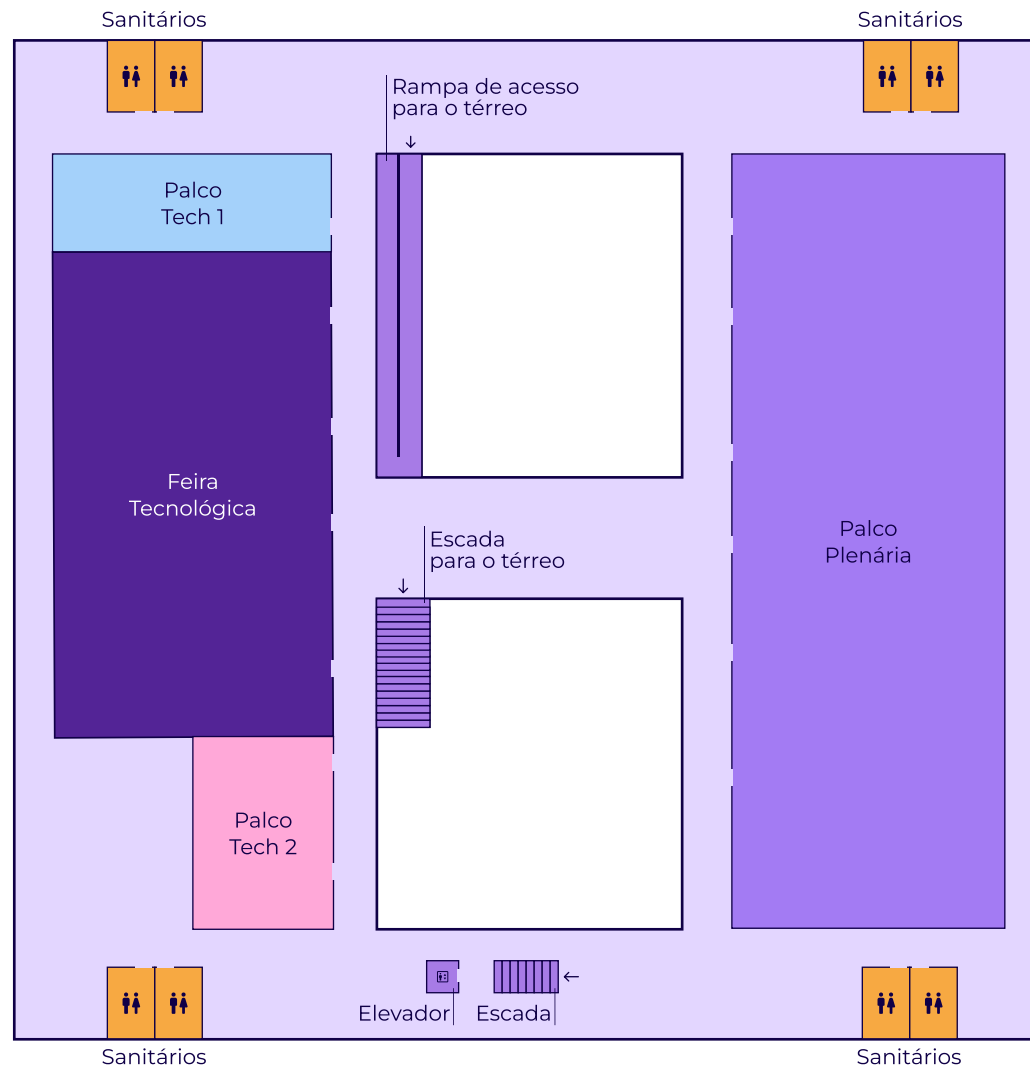 Sanitários
Sanitários
Rampa de acesso
para o térreo
Palco
Tech 1
Feira
Tecnológica
Escada
para o térreo
Palco
Plenária
Palco
Tech 2
Elevador
Escada
Sanitários
Sanitários